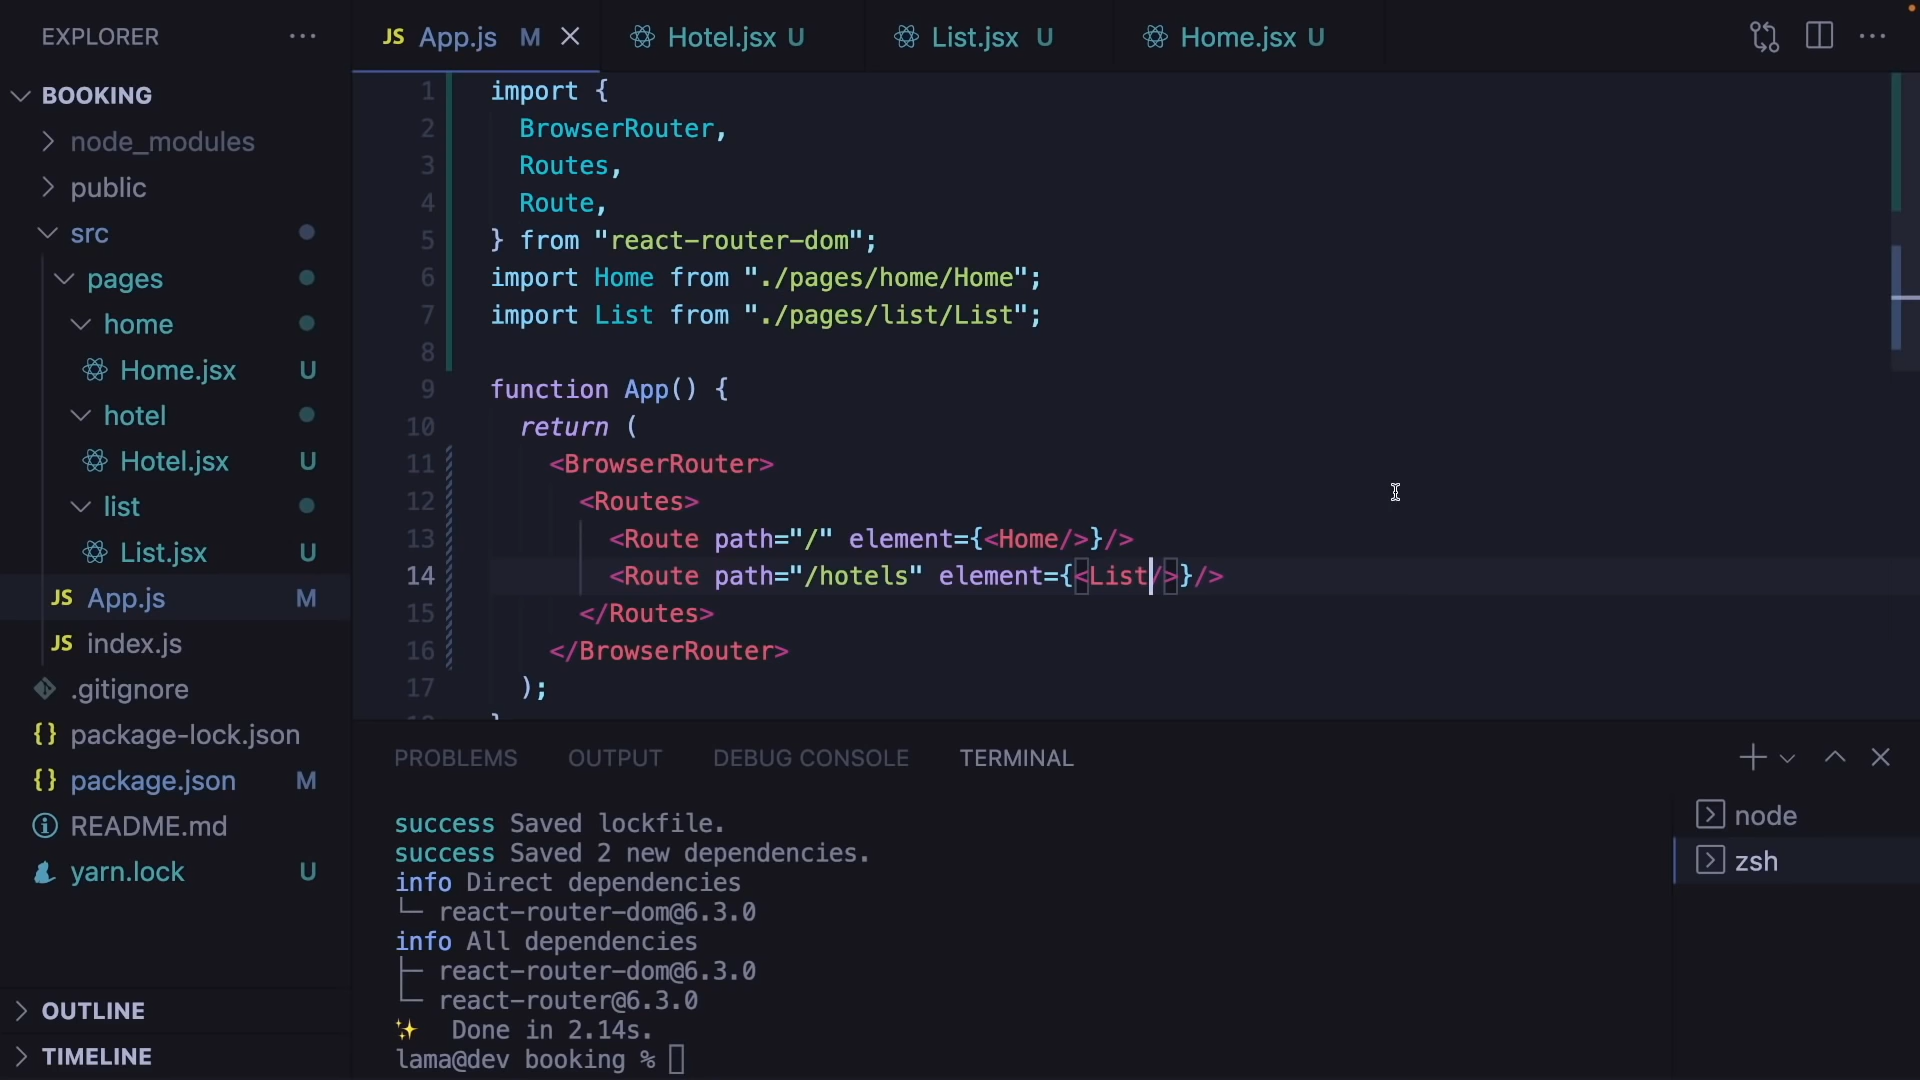 EXPLORER
BOOKING
node_modules
public
src
pages
home
Home.jsx U
hotel
Hotel.jsx U
list
List.jsx U
JS App.js M
JS index.js
.gitignore
{} package-lock.json
{} package.json M
README.md
yarn.lock U
OUTLINE
TIMELINE
JS App.js M
Hotel.jsx U
List.jsx U
Home.jsx U
1 import {
2 BrowserRouter,
3 Routes,
4 Route,
5 } from "react-router-dom";
6 import Home from "./pages/home/Home";
7 import List from "./pages/list/List";
8
9 function App() {
10 return (
11 <BrowserRouter>
12 <Routes>
13 <Route path="/" element={<Home/>}/>
14 <Route path="/hotels" element={<List/>}/>
15 </Routes>
16 </BrowserRouter>
17 );
PROBLEMS OUTPUT DEBUG CONSOLE TERMINAL
success Saved lockfile.
success Saved 2 new dependencies.
info Direct dependencies
└─ react-router-dom@6.3.0
info All dependencies
├─ react-router-dom@6.3.0
└─ react-router@6.3.0
✨ Done in 2.14s.
lama@dev booking %
node
zsh